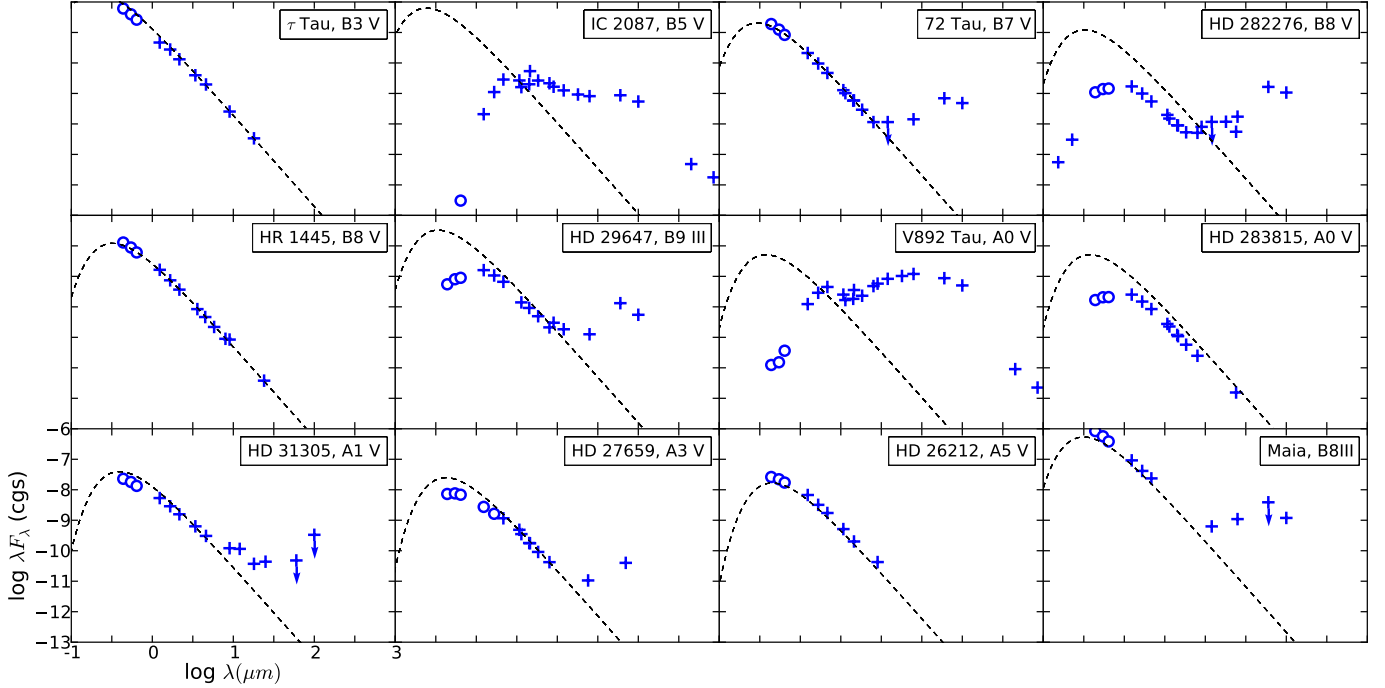 τ Tau, B3 V
IC 2087, B5 V
72 Tau, B7 V
HD 282276, B8 V
HR 1445, B8 V
HD 29647, B9 III
V892 Tau, A0 V
HD 283815, A0 V
HD 31305, A1 V
HD 27659, A3 V
HD 26212, A5 V
Maia, B8III
log λFλ (cgs)
−6
−7
−8
−9
−10
−11
−12
−13
-1 0 1 2 3
log λ(μm)